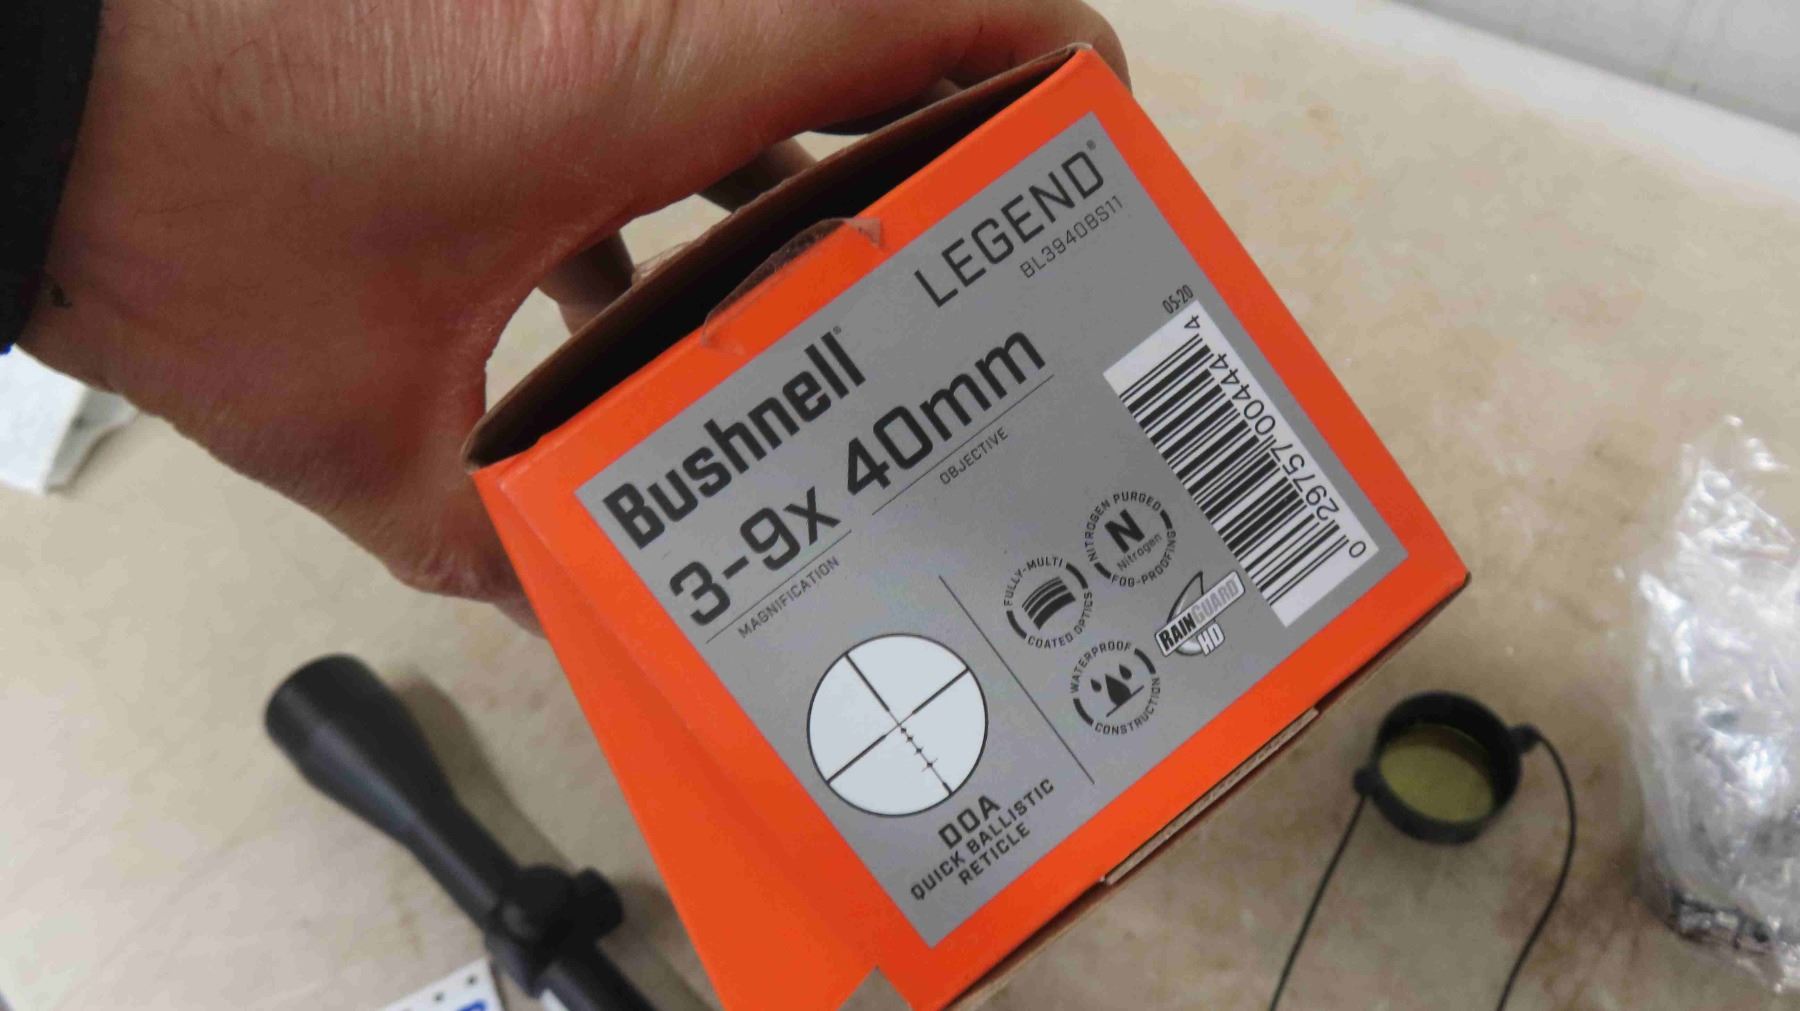 Bushnell®
LEGEND®
BL3940BS11
3-9x 40mm
MAGNIFICATION
OBJECTIVE
05-20
0 29757 00444 4
FULLY-MULTI
COATED OPTICS
NITROGEN PURGED
N
Nitrogen
FOG-PROOFING
WATERPROOF
CONSTRUCTION
RAINGUARD
HD
DOA
QUICK BALLISTIC
RETICLE